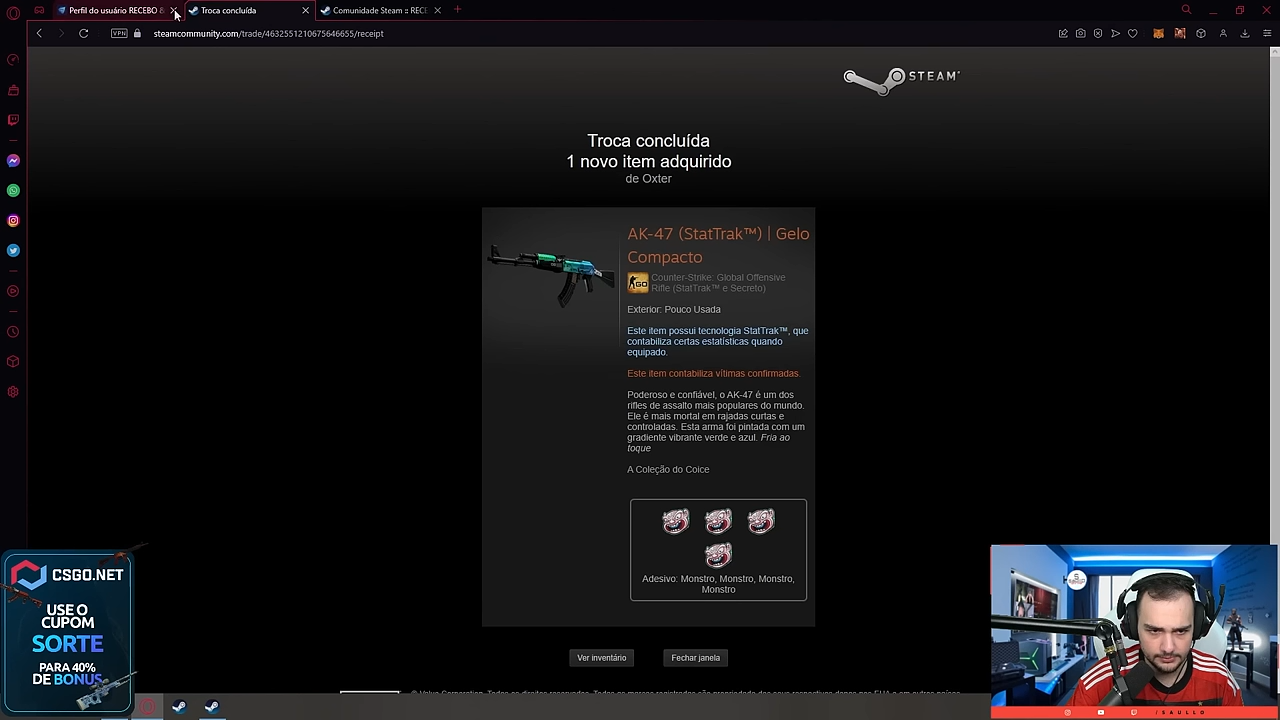 Perfil do usuário RECEBO &
Troca concluída
Comunidade Steam :: RECE
VPN
steamcommunity.com/trade/4632551210675646655/receipt
STEAM
Troca concluída
1 novo item adquirido
de Oxter
AK-47 (StatTrak™) | Gelo
Compacto
GO
Counter-Strike: Global Offensive
Rifle (StatTrak™ e Secreto)
Exterior: Pouco Usada
Este item possui tecnologia StatTrak™, que
contabiliza certas estatísticas quando
equipado.
Este item contabiliza vítimas confirmadas.
Poderoso e confiável, o AK-47 é um dos
rifles de assalto mais populares do mundo.
Ele é mais mortal em rajadas curtas e
controladas. Esta arma foi pintada com um
gradiente vibrante verde e azul. Fria ao
toque
A Coleção do Coice
Adesivo: Monstro, Monstro, Monstro,
Monstro
Ver inventário
Fechar janela
CSGO.NET
USE O
CUPOM
SORTE
PARA 40%
DE BONUS
/SAULLO